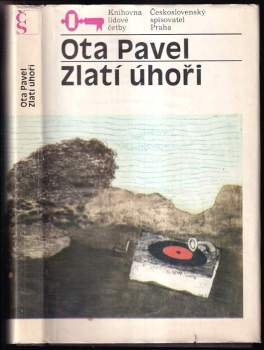 Č
S
Ota Pavel
Zlatí úhoři
Knihovna
lidové
četby
Československý
spisovatel
Praha
Ota Pavel
Zlatí úhoři